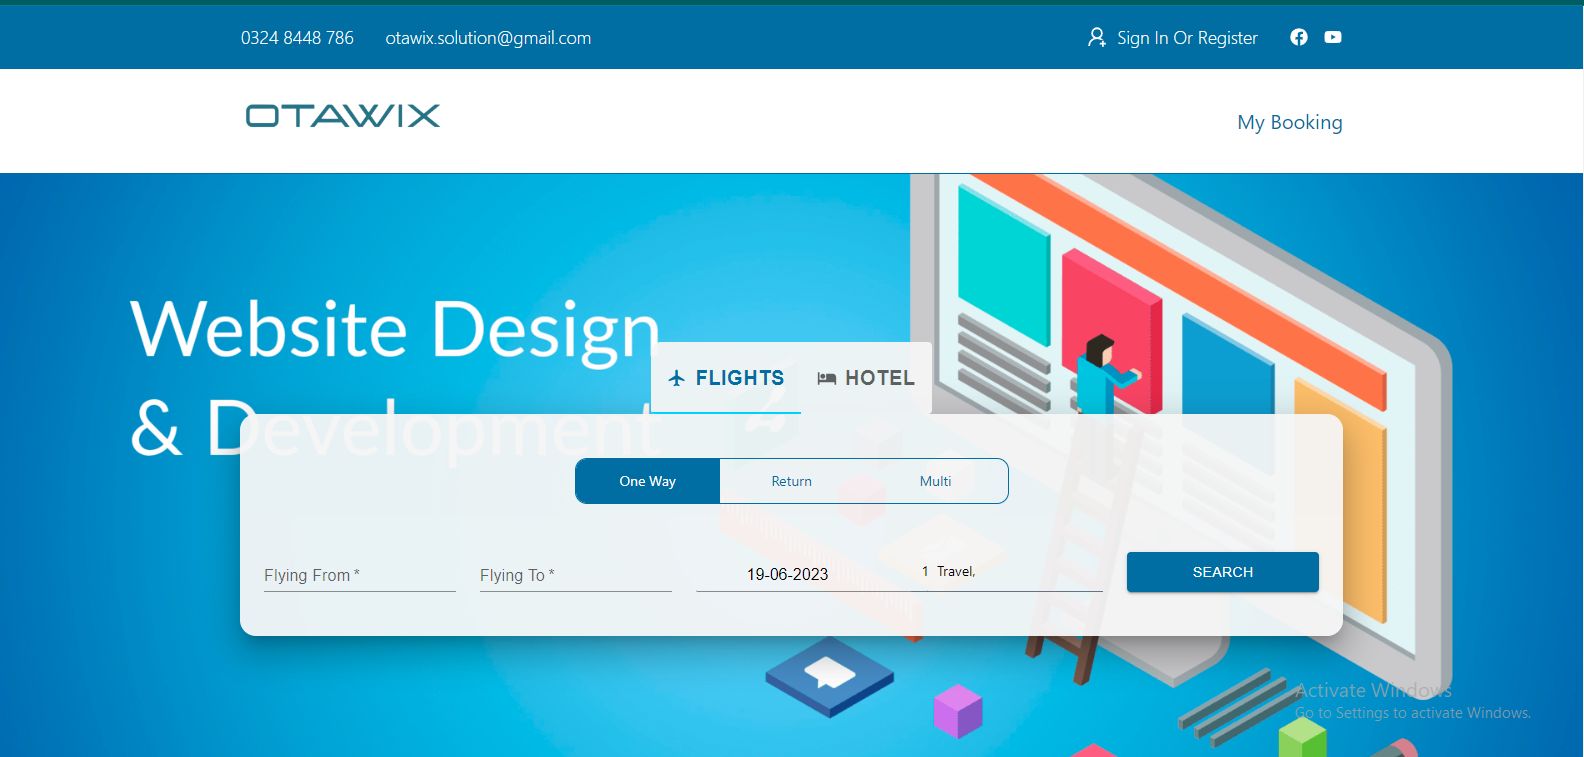 0324 8448 786 otawix.solution@gmail.com Sign In Or Register
OTAWIX
My Booking
Website Design
& Development
FLIGHTS HOTEL
One Way Return Multi
Flying From * Flying To * 19-06-2023 1 Travel, SEARCH
Activate Windows
Go to Settings to activate Windows.